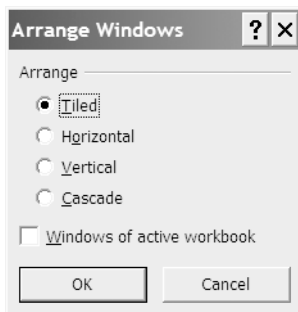 Arrange Windows ? ×
Arrange
Tiled
Horizontal
Vertical
Cascade
Windows of active workbook
OK Cancel